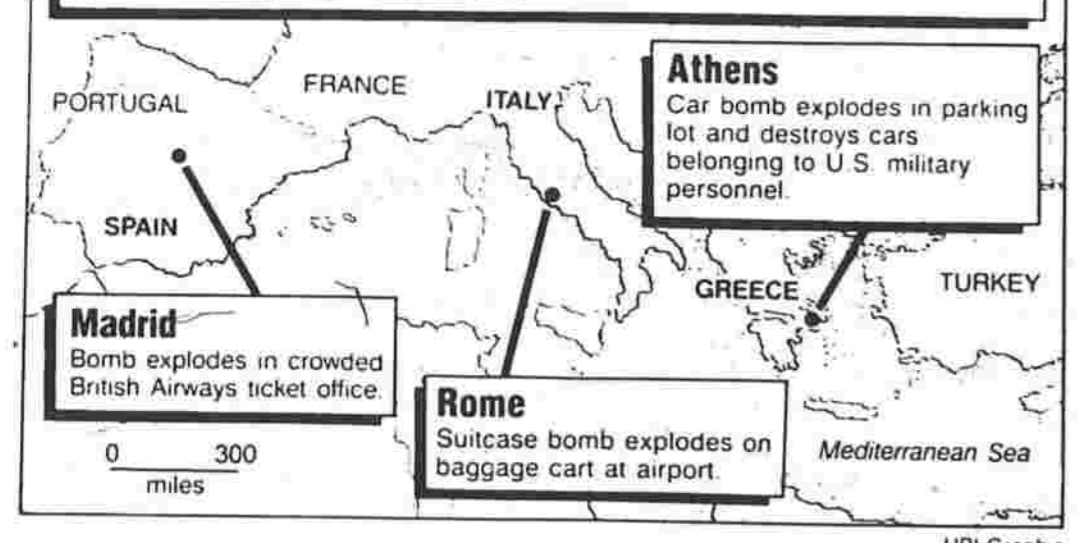 FRANCE
PORTUGAL
ITALY
SPAIN
GREECE
TURKEY
Mediterranean Sea
Athens
Car bomb explodes in parking
lot and destroys cars
belonging to U.S. military
personnel.
Madrid
Bomb explodes in crowded
British Airways ticket office.
Rome
Suitcase bomb explodes on
baggage cart at airport.
0 300
miles